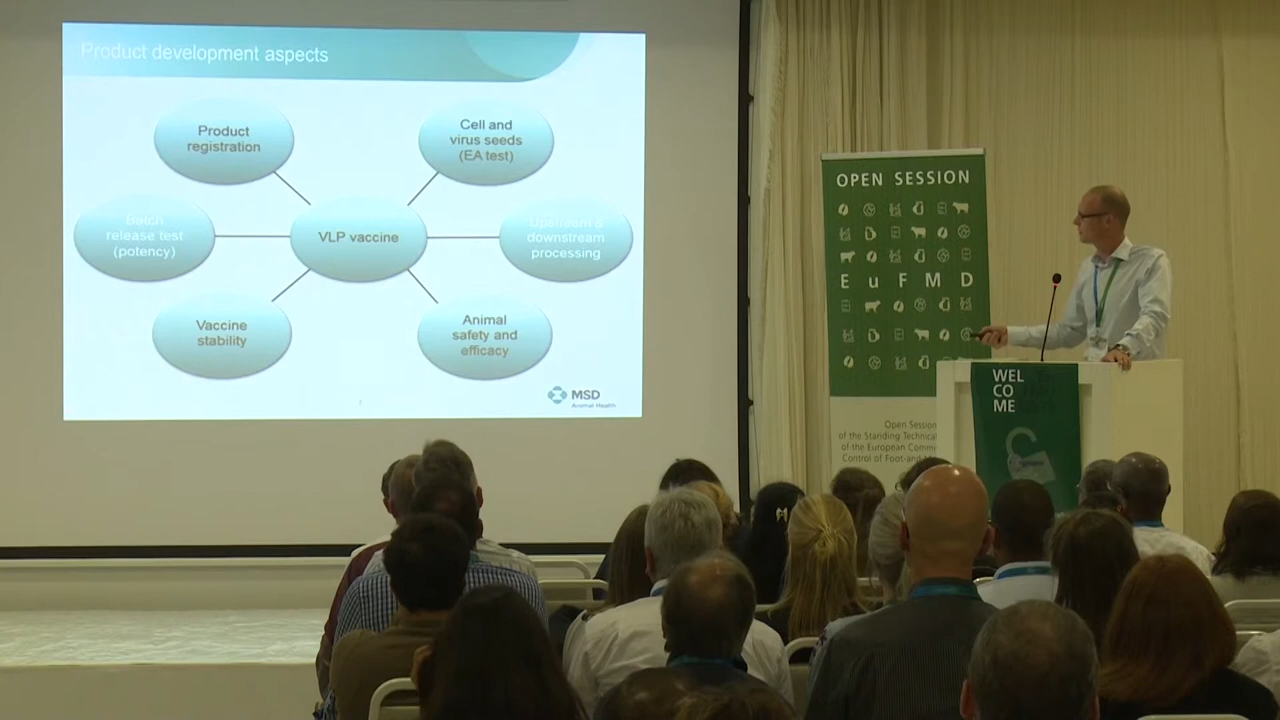 Product development aspects
Product
registration
Cell and
virus seeds
(EA test)
Batch
release test
(potency)
VLP vaccine
Upstream &
downstream
processing
Vaccine
stability
Animal
safety and
efficacy
MSD
Animal Health
OPEN SESSION
E u F M D
Open Session
of the Standing Technical
of the European Comm
Control of Foot-and-M
WEL
CO
ME